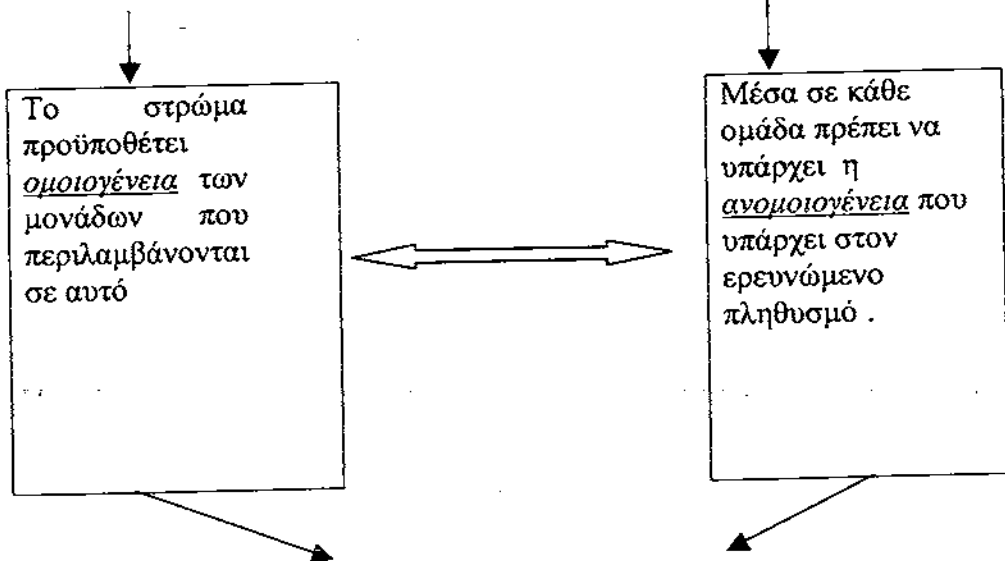 Το στρώμα
προϋποθέτει
ομοιογένεια των
μονάδων που
περιλαμβάνονται
σε αυτό
Μέσα σε κάθε
ομάδα πρέπει να
υπάρχει η
ανομοιογένεια που
υπάρχει στον
ερευνώμενο
πληθυσμό .